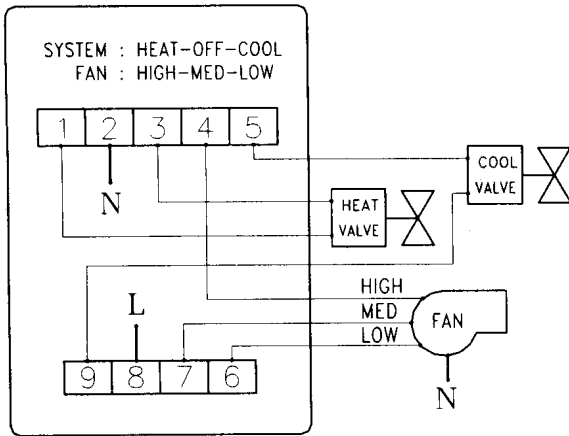 SYSTEM : HEAT-OFF-COOL
FAN : HIGH-MED-LOW
1 2 3 4 5
N
COOL VALVE
HEAT VALVE
L
HIGH
MED
LOW
FAN
9 8 7 6
N